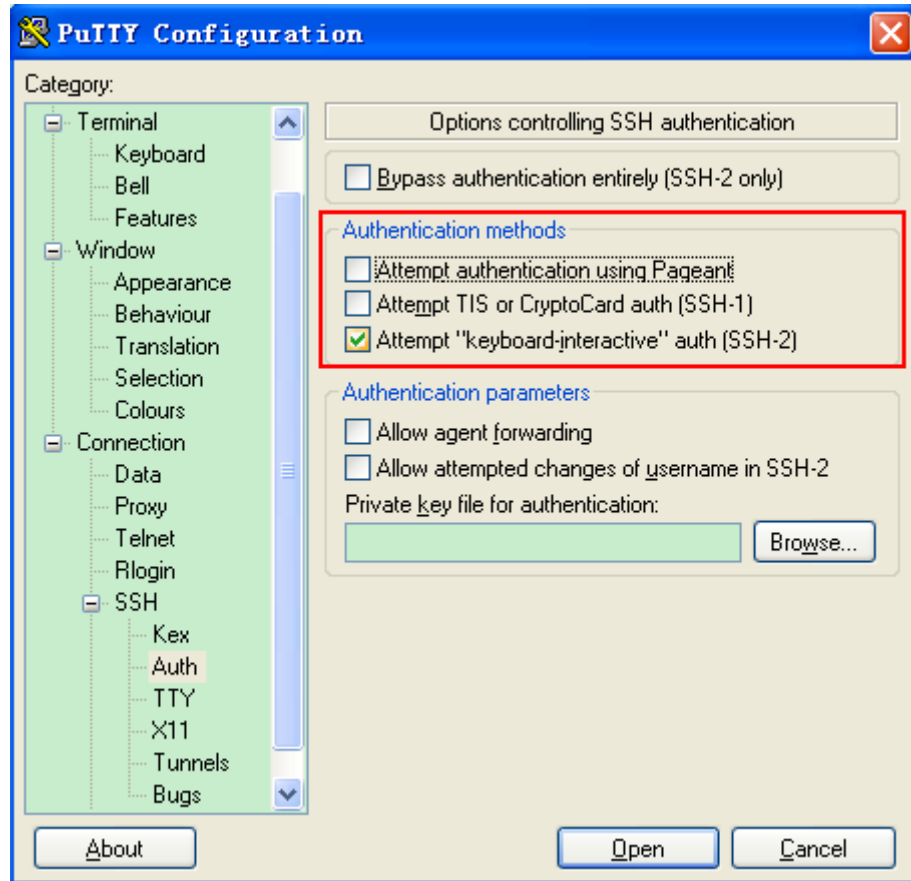 PuTTY Configuration
Category:
Terminal
Keyboard
Bell
Features
Window
Appearance
Behaviour
Translation
Selection
Colours
Connection
Data
Proxy
Telnet
Rlogin
SSH
Kex
Auth
TTY
X11
Tunnels
Bugs
Options controlling SSH authentication
Bypass authentication entirely (SSH-2 only)
Authentication methods
Attempt authentication using Pageant
Attempt TIS or CryptoCard auth (SSH-1)
Attempt "keyboard-interactive" auth (SSH-2)
Authentication parameters
Allow agent forwarding
Allow attempted changes of username in SSH-2
Private key file for authentication:
Browse...
About
Open
Cancel